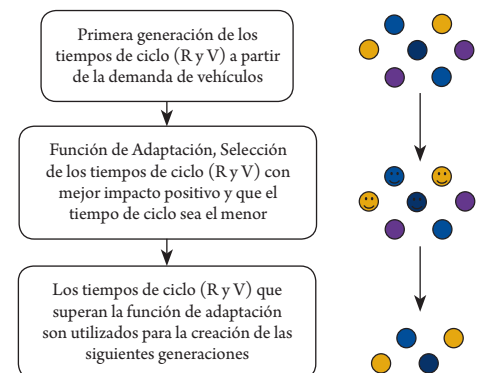 Primera generación de los
tiempos de ciclo (R y V) a partir
de la demanda de vehículos
Función de Adaptación, Selección
de los tiempos de ciclo (R y V) con
mejor impacto positivo y que el
tiempo de ciclo sea el menor
Los tiempos de ciclo (R y V) que
superan la función de adaptación
son utilizados para la creación de las
siguientes generaciones